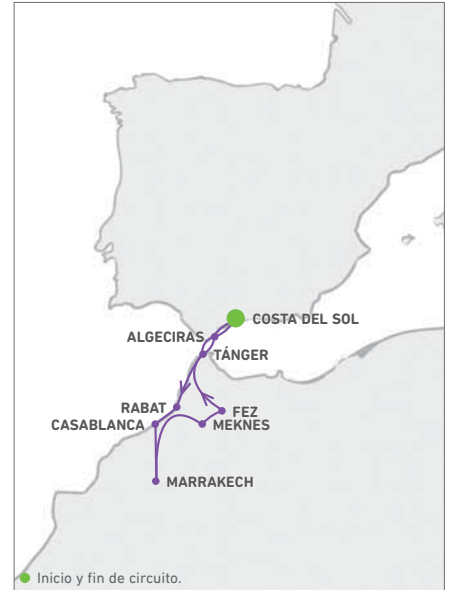 COSTA DEL SOL
ALGECIRAS
TÁNGER
RABAT
FEZ
CASABLANCA
MEKNES
MARRAKECH
Inicio y fin de circuito.